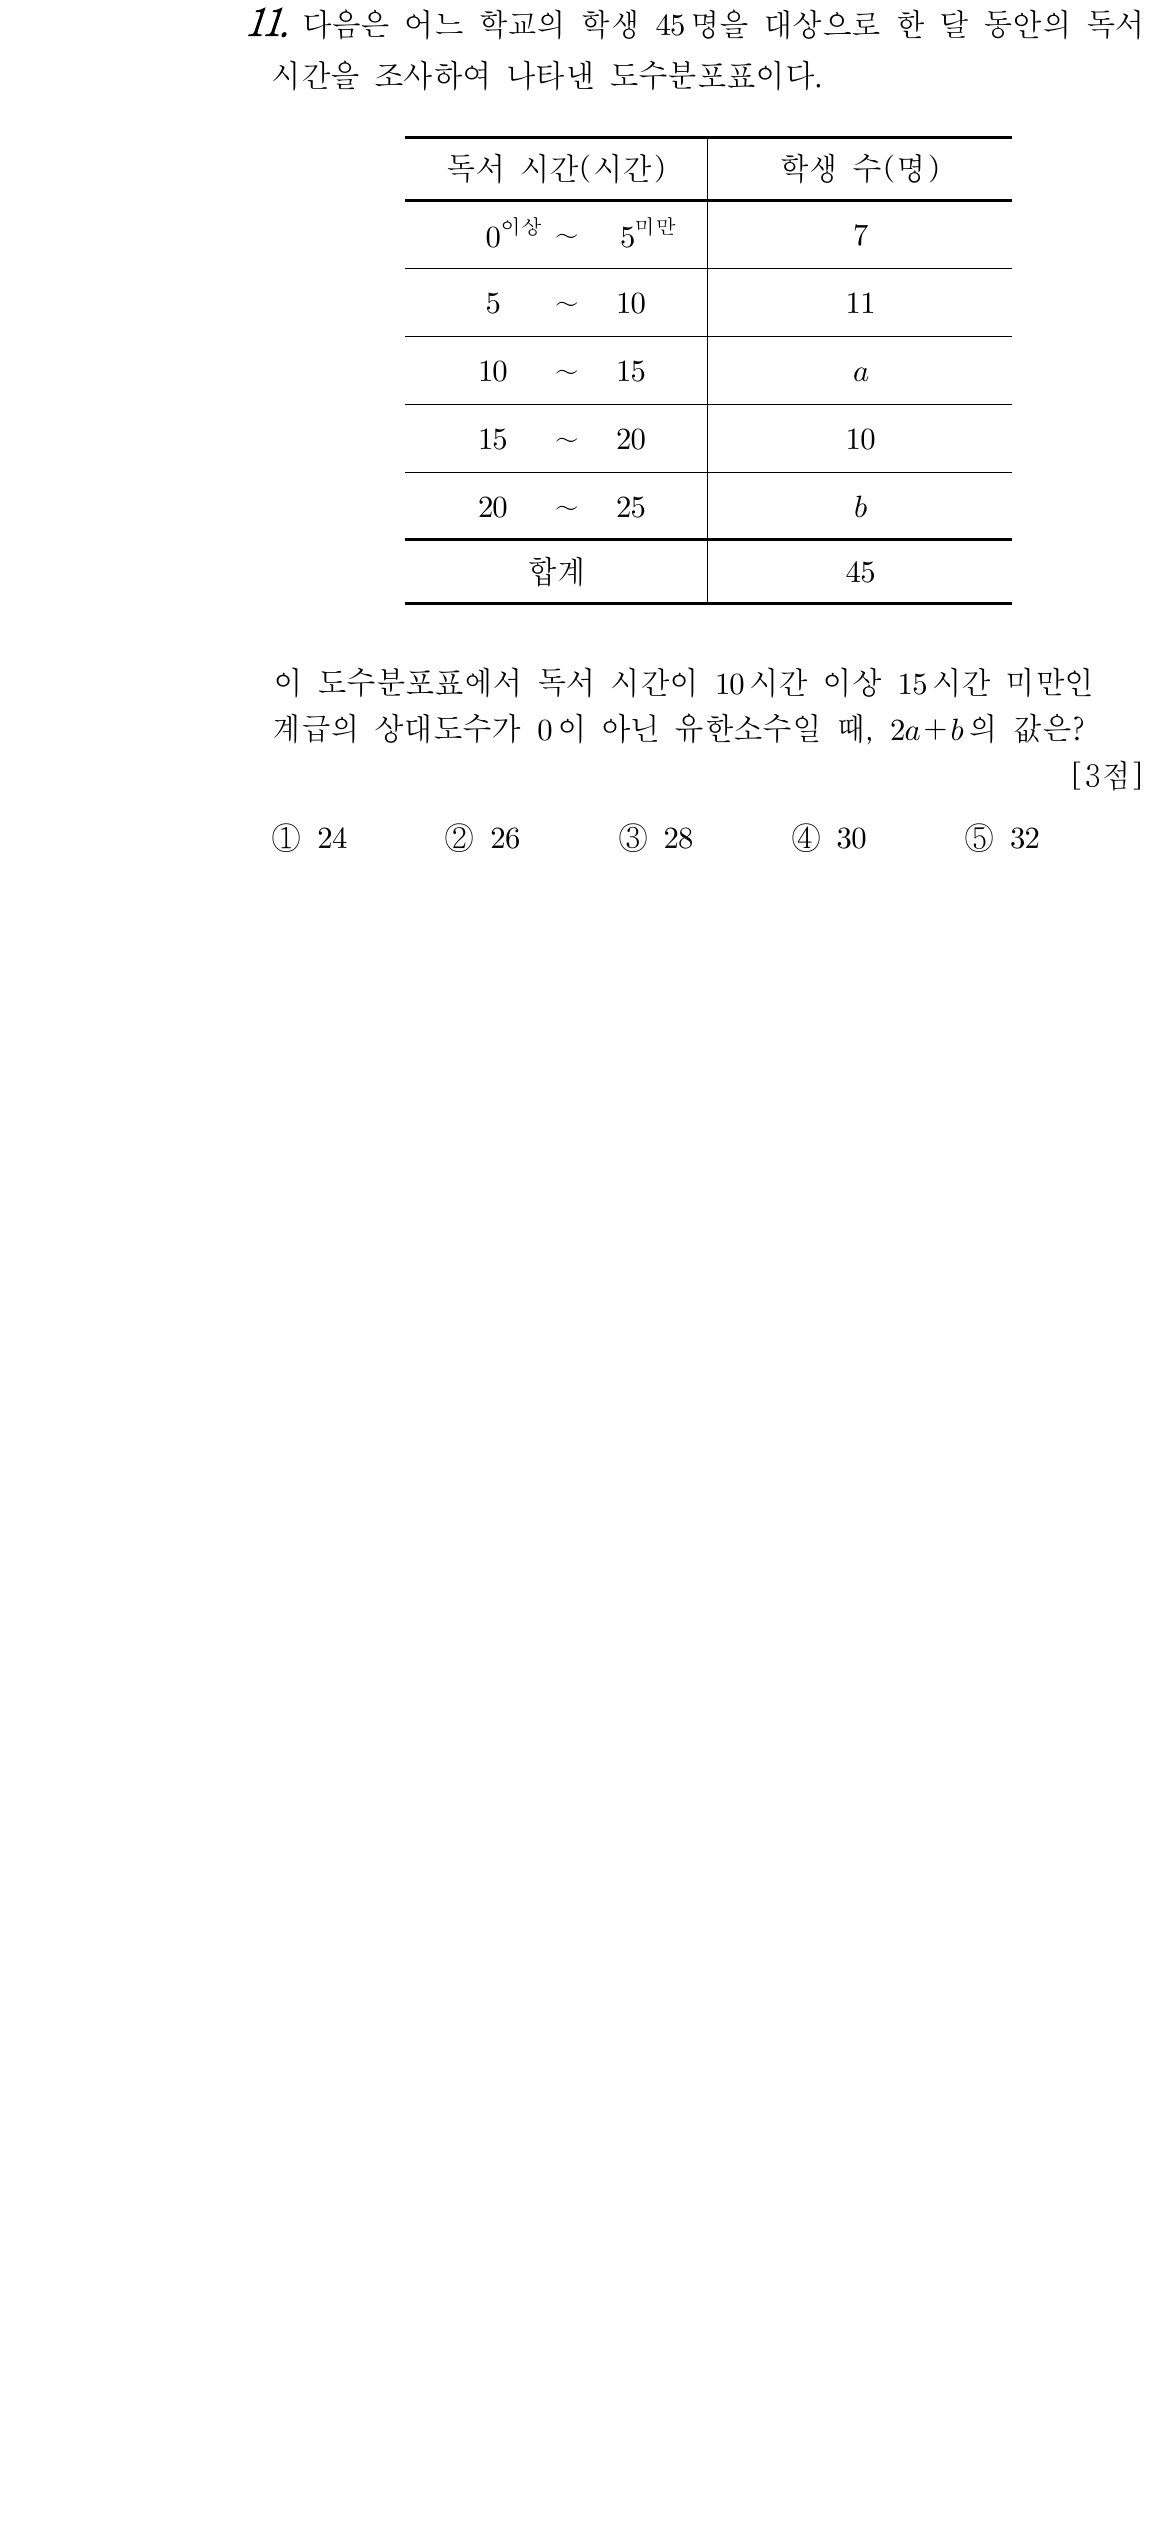 11. 다음은 어느 학교의 학생 45명을 대상으로 한 달 동안의 독서
시간을 조사하여 나타낸 도수분포표이다.
독서 시간(시간) 학생 수(명)
0이상 ~ 5미만 7
5 ~ 10 11
10 ~ 15 a
15 ~ 20 10
20 ~ 25 b
합계 45
이 도수분포표에서 독서 시간이 10시간 이상 15시간 미만인
계급의 상대도수가 0이 아닌 유한소수일 때, 2a+b의 값은?
[3점]
① 24 ② 26 ③ 28 ④ 30 ⑤ 32